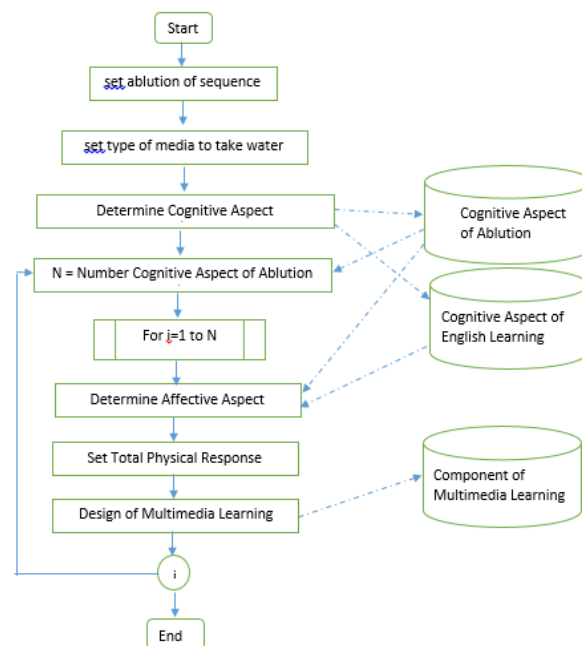 Start
set ablution of sequence
set type of media to take water
Determine Cognitive Aspect
Cognitive Aspect
of Ablution
N = Number Cognitive Aspect of Ablution
Cognitive Aspect of
English Learning
For i=1 to N
Determine Affective Aspect
Set Total Physical Response
Component of
Multimedia Learning
Design of Multimedia Learning
i
End